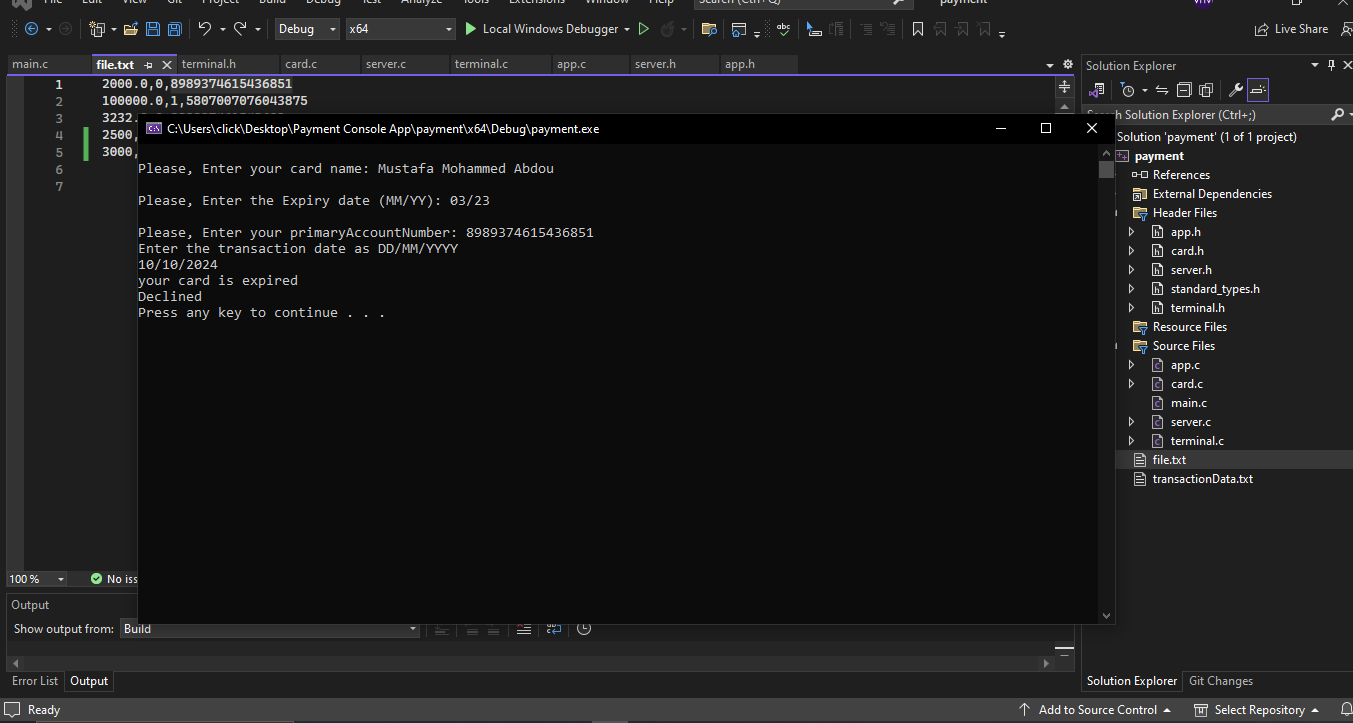 File Edit View Git Project Build Debug Test Analyze Tools Extensions Window Help Search (Ctrl+Q) payment
Debug x64 Local Windows Debugger Live Share
main.c file.txt terminal.h card.c server.c terminal.c app.c server.h app.h
1 2000.0,0,8989374615436851
2 100000.0,1,5807007076043875
3 3232.
4 2500,
5 3000,
6
7
C:\Users\click\Desktop\Payment Console App\payment\x64\Debug\payment.exe
Please, Enter your card name: Mustafa Mohammed Abdou
Please, Enter the Expiry date (MM/YY): 03/23
Please, Enter your primaryAccountNumber: 8989374615436851
Enter the transaction date as DD/MM/YYYY
10/10/2024
your card is expired
Declined
Press any key to continue . . .
Solution Explorer
Solution Explorer (Ctrl+;)
Solution 'payment' (1 of 1 project)
payment
References
External Dependencies
Header Files
app.h
card.h
server.h
standard_types.h
terminal.h
Resource Files
Source Files
app.c
card.c
main.c
server.c
terminal.c
file.txt
transactionData.txt
100 % No iss
Output
Show output from: Build
Error List Output
Solution Explorer Git Changes
Ready Add to Source Control Select Repository